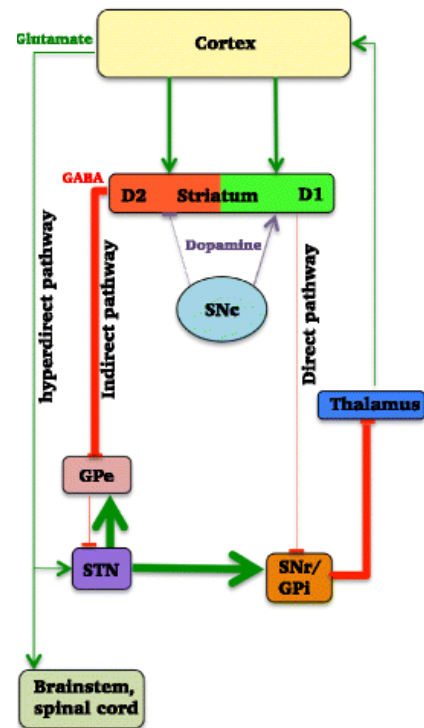 Glutamate
Cortex
GABA
D2 Striatum D1
Dopamine
SNc
hyperdirect pathway
Indirect pathway
Direct pathway
Thalamus
GPe
STN
SNr/
GPi
Brainstem,
spinal cord